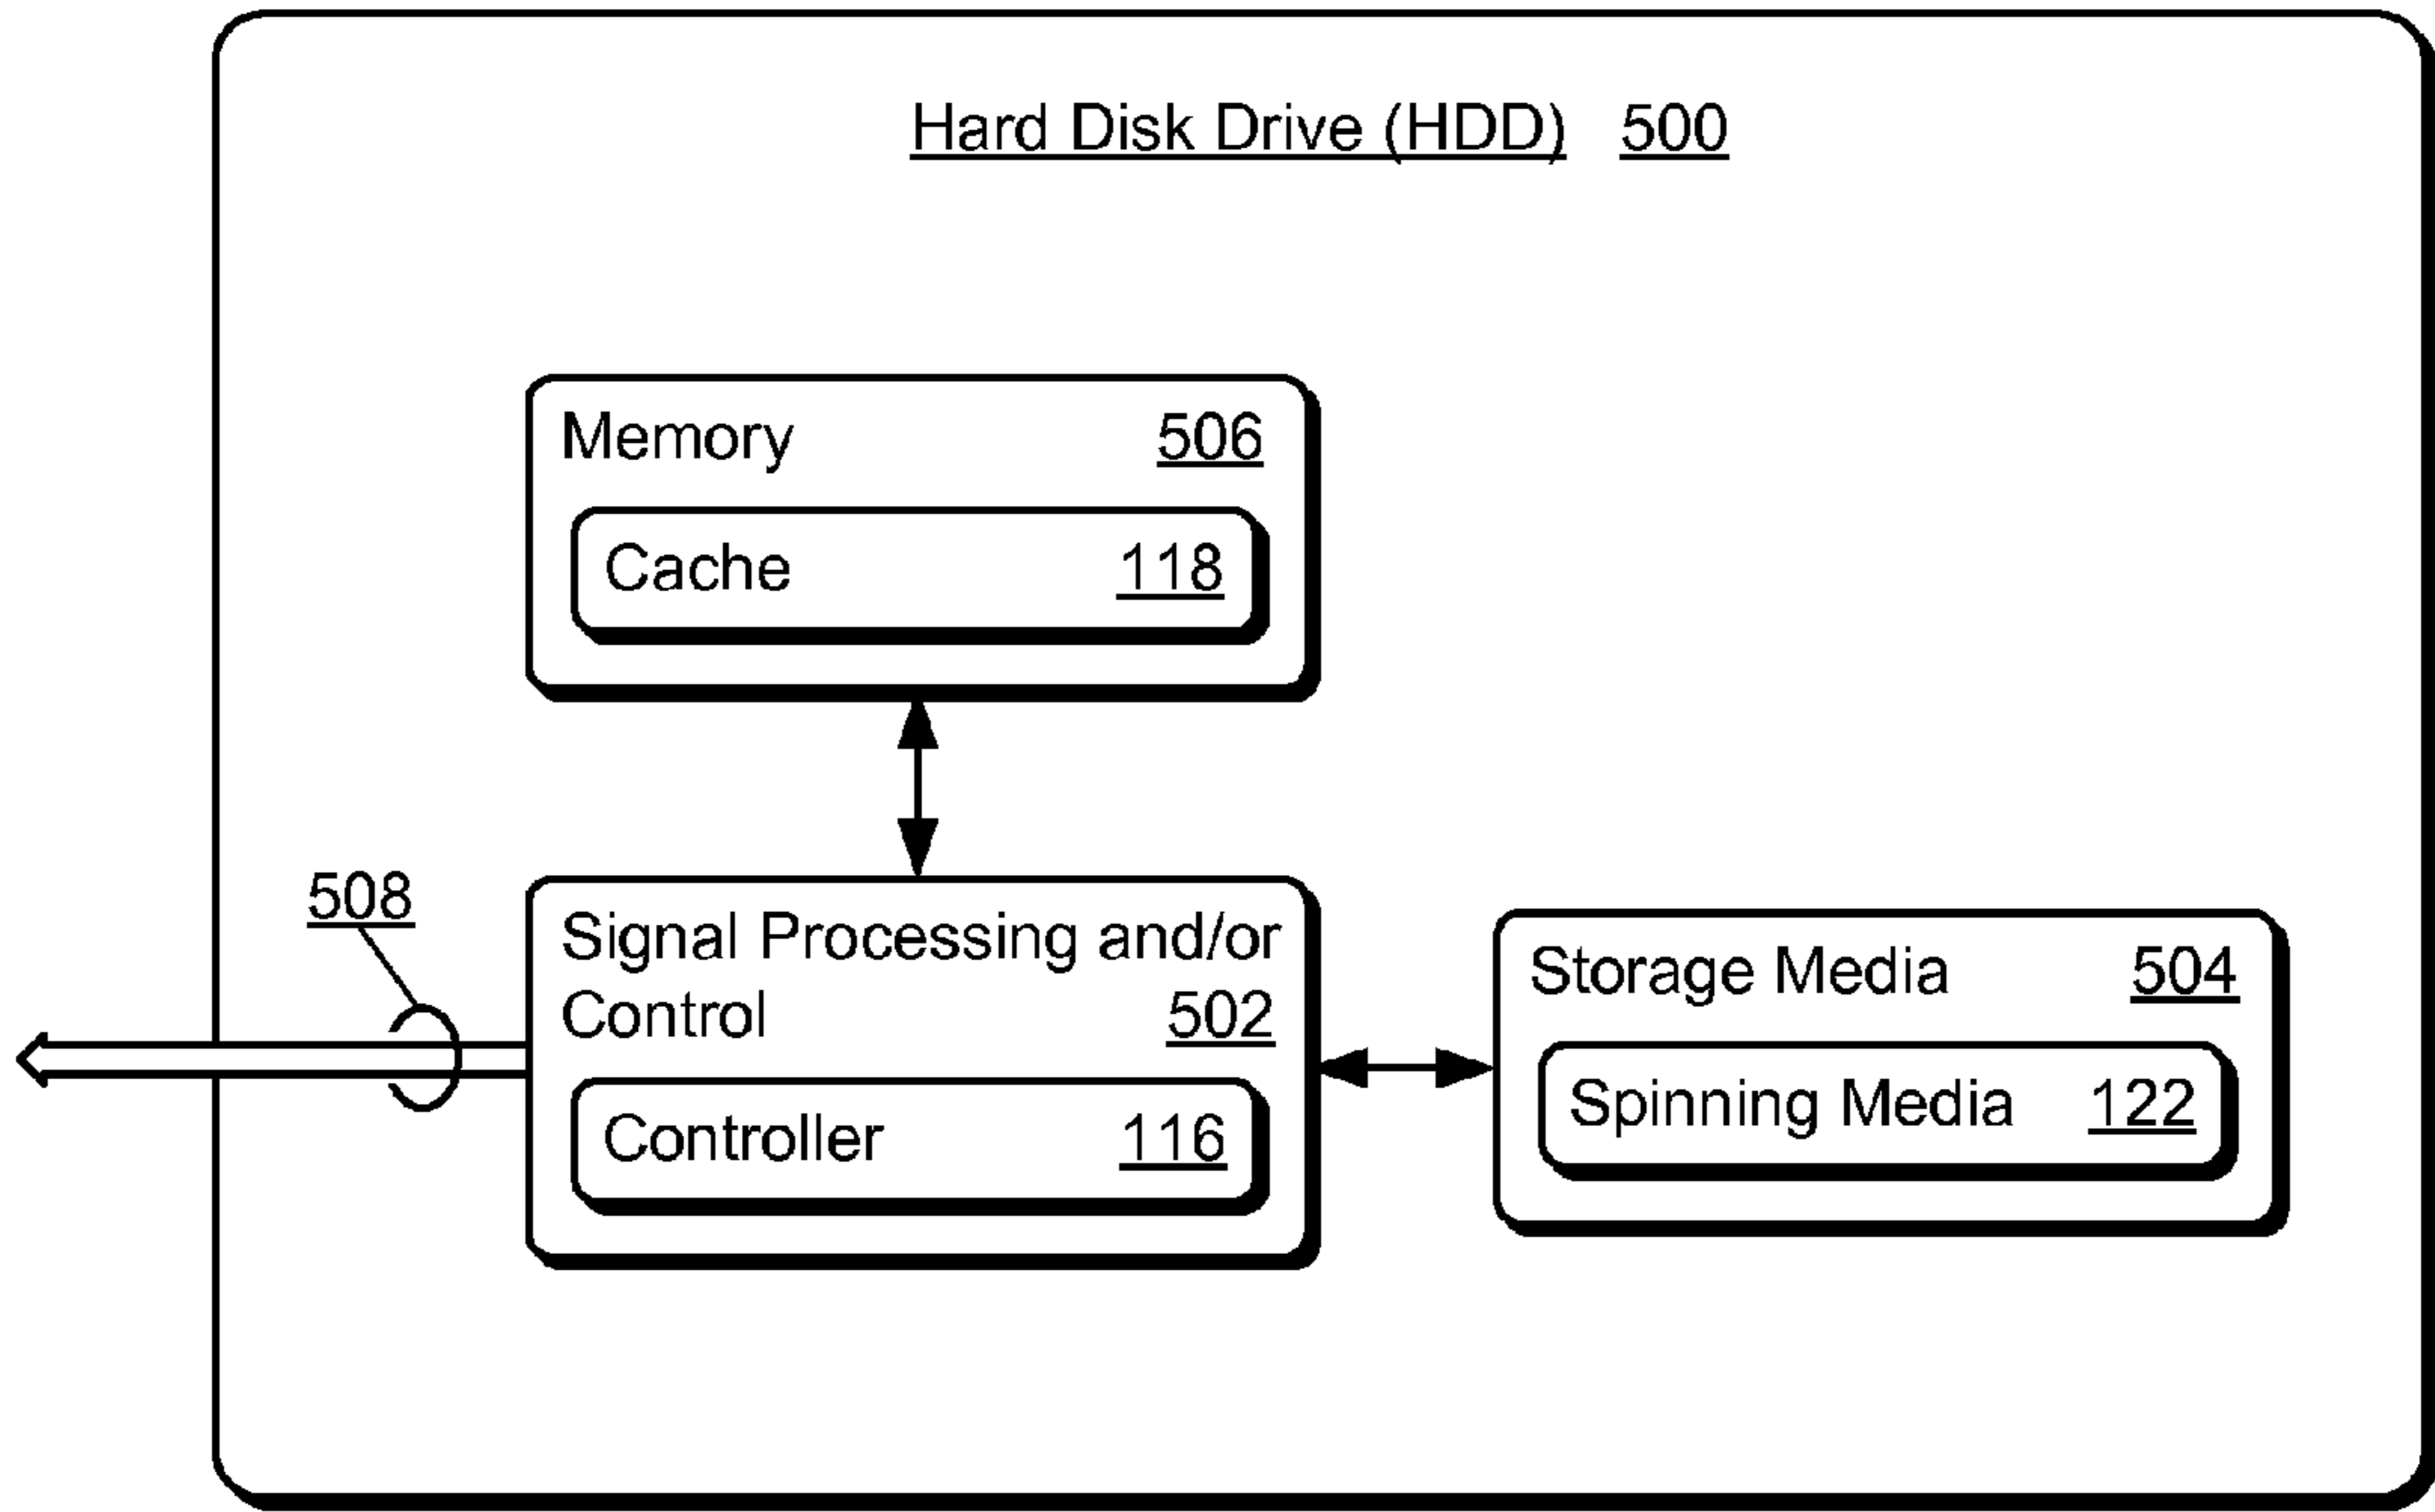 Hard Disk Drive (HDD) 500
Memory 506
Cache 118
508
Signal Processing and/or
Control 502
Controller 116
Storage Media 504
Spinning Media 122